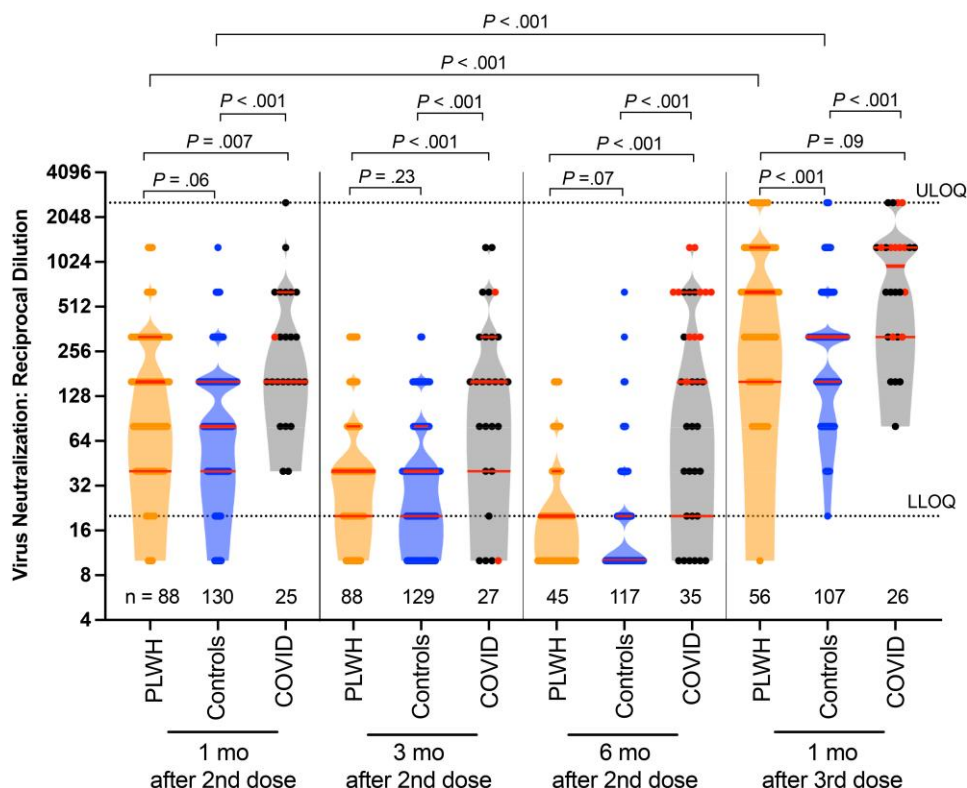 P < .001
P < .001
P < .001 P < .001 P < .001 P < .001
P = .007 P < .001 P < .001 P = .09
P = .06 P = .23 P =.07 P < .001
Virus Neutralization: Reciprocal Dilution
4096
2048
1024
512
256
128
64
32
16
8
4
ULOQ
LLOQ
n = 88 130 25 88 129 27 45 117 35 56 107 26
PLWH Controls COVID PLWH Controls COVID PLWH Controls COVID PLWH Controls COVID
1 mo 3 mo 6 mo 1 mo
after 2nd dose after 2nd dose after 2nd dose after 3rd dose